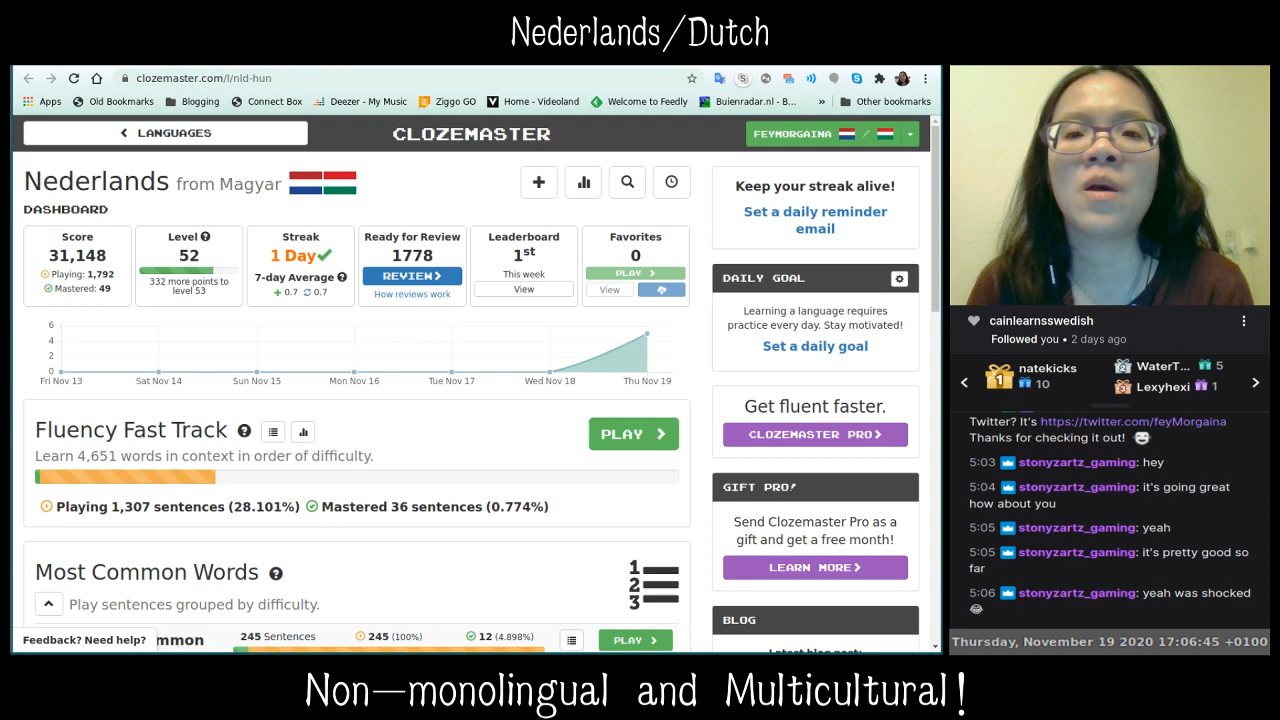 Nederlands/Dutch
clozemaster.com/l/nld-hun
Apps Old Bookmarks Blogging Connect Box Deezer - My Music Ziggo GO Home - Videoland Welcome to Feedly Buienradar.nl - B... » Other bookmarks
LANGUAGES
CLOZEMASTER
FEYMORGAINA /
Nederlands from Magyar
DASHBOARD
Score
31,148
Playing: 1,792
Mastered: 49
Level
52
332 more points to
level 53
Streak
1 Day
7-day Average
0.7 0.7
Ready for Review
1778
REVIEW
How reviews work
Leaderboard
1st
This week
View
Favorites
0
PLAY
View
6
4
2
0
Fri Nov 13 Sat Nov 14 Sun Nov 15 Mon Nov 16 Tue Nov 17 Wed Nov 18 Thu Nov 19
Fluency Fast Track
Learn 4,651 words in context in order of difficulty.
PLAY
Playing 1,307 sentences (28.101%) Mastered 36 sentences (0.774%)
Most Common Words
Play sentences grouped by difficulty.
1
2
3
Feedback? Need help?
mmon
245 Sentences 245 (100%) 12 (4.898%)
PLAY
Keep your streak alive!
Set a daily reminder
email
DAILY GOAL
Learning a language requires
practice every day. Stay motivated!
Set a daily goal
Get fluent faster.
CLOZEMASTER PRO
GIFT PRO!
Send Clozemaster Pro as a
gift and get a free month!
LEARN MORE
BLOG
cainlearnsswedish
Followed you • 2 days ago
1
natekicks
10
2 WaterT... 5
3 Lexyhexi 1
Twitter? It's https://twitter.com/feyMorgaina
Thanks for checking it out!
5:03 stonyzartz_gaming: hey
5:04 stonyzartz_gaming: it's going great
how about you
5:05 stonyzartz_gaming: yeah
5:05 stonyzartz_gaming: it's pretty good so
far
5:06 stonyzartz_gaming: yeah was shocked
Thursday, November 19 2020 17:06:45 +0100
Non-monolingual and Multicultural!